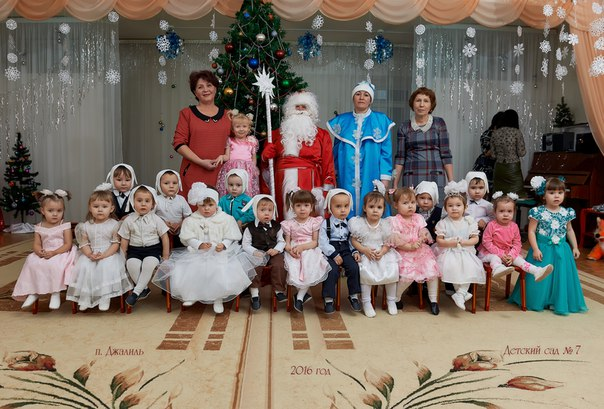 п. Джалиль
2016 год
Детский сад № 7